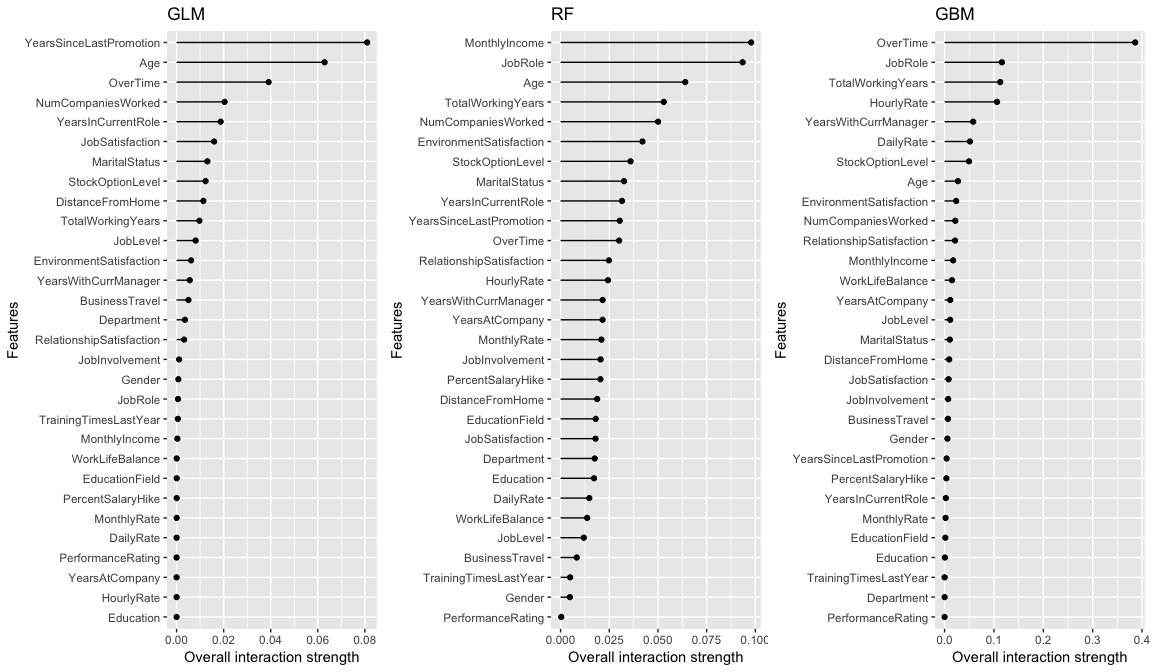 GLM
Features
YearsSinceLastPromotion
Age
OverTime
NumCompaniesWorked
YearsInCurrentRole
JobSatisfaction
MaritalStatus
StockOptionLevel
DistanceFromHome
TotalWorkingYears
JobLevel
EnvironmentSatisfaction
YearsWithCurrManager
BusinessTravel
Department
RelationshipSatisfaction
JobInvolvement
Gender
JobRole
TrainingTimesLastYear
MonthlyIncome
WorkLifeBalance
EducationField
PercentSalaryHike
MonthlyRate
DailyRate
PerformanceRating
YearsAtCompany
HourlyRate
Education
0.00 0.02 0.04 0.06 0.08
Overall interaction strength
RF
Features
MonthlyIncome
JobRole
Age
TotalWorkingYears
NumCompaniesWorked
EnvironmentSatisfaction
StockOptionLevel
MaritalStatus
YearsInCurrentRole
YearsSinceLastPromotion
OverTime
RelationshipSatisfaction
HourlyRate
YearsWithCurrManager
YearsAtCompany
MonthlyRate
JobInvolvement
PercentSalaryHike
DistanceFromHome
EducationField
JobSatisfaction
Department
Education
DailyRate
WorkLifeBalance
JobLevel
BusinessTravel
TrainingTimesLastYear
Gender
PerformanceRating
0.000 0.025 0.050 0.075 0.100
Overall interaction strength
GBM
Features
OverTime
JobRole
TotalWorkingYears
HourlyRate
YearsWithCurrManager
DailyRate
StockOptionLevel
Age
EnvironmentSatisfaction
NumCompaniesWorked
RelationshipSatisfaction
MonthlyIncome
WorkLifeBalance
YearsAtCompany
JobLevel
MaritalStatus
DistanceFromHome
JobSatisfaction
JobInvolvement
BusinessTravel
Gender
YearsSinceLastPromotion
PercentSalaryHike
YearsInCurrentRole
MonthlyRate
EducationField
Education
TrainingTimesLastYear
Department
PerformanceRating
0.0 0.1 0.2 0.3 0.4
Overall interaction strength